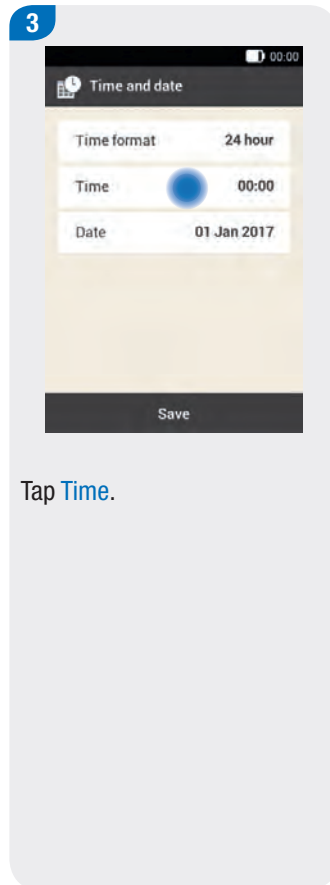 3
00:00
Time and date
Time format 24 hour
Time 00:00
Date 01 Jan 2017
Save
Tap Time.